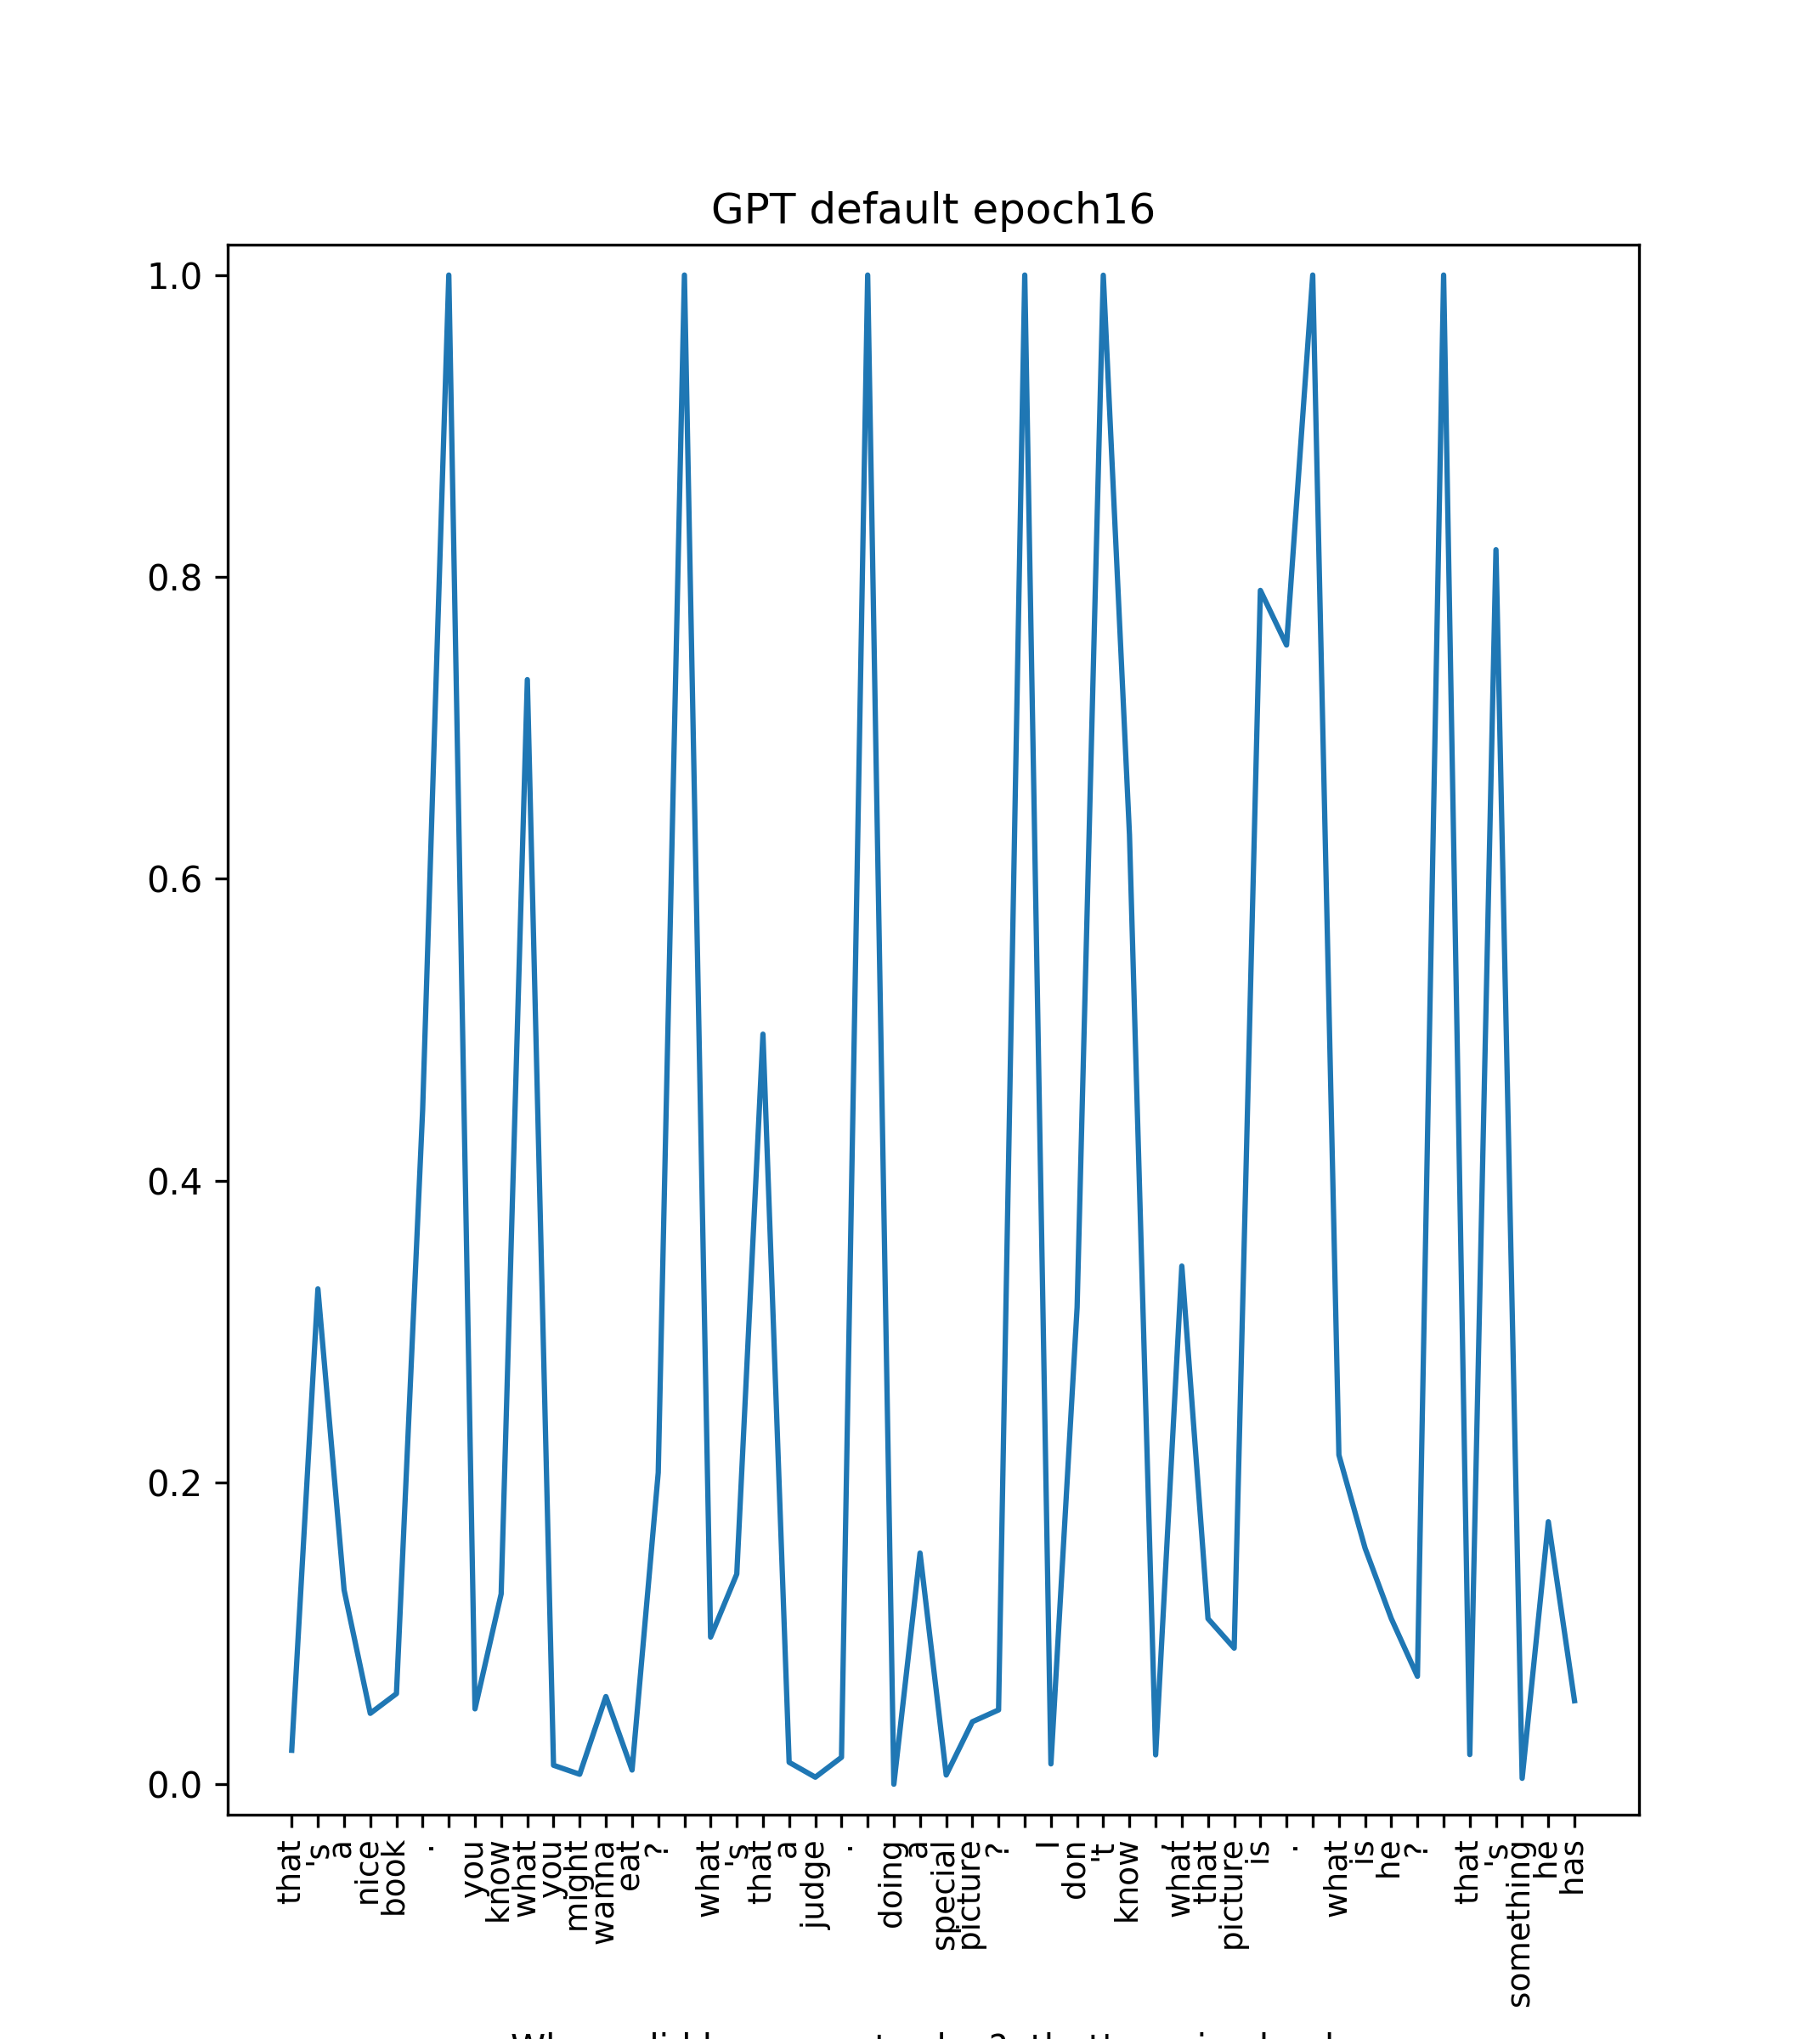 GPT default epoch16
1.0
0.8
0.6
0.4
0.2
0.0
that
's
a
nice
book
.
you
know
what
you
might
wanna
eat
?
what
's
that
a
judge
.
doing
a
special
picture
?
I
don
't
know
,
what
that
picture
is
.
what
is
he
?
that
's
something
he
has